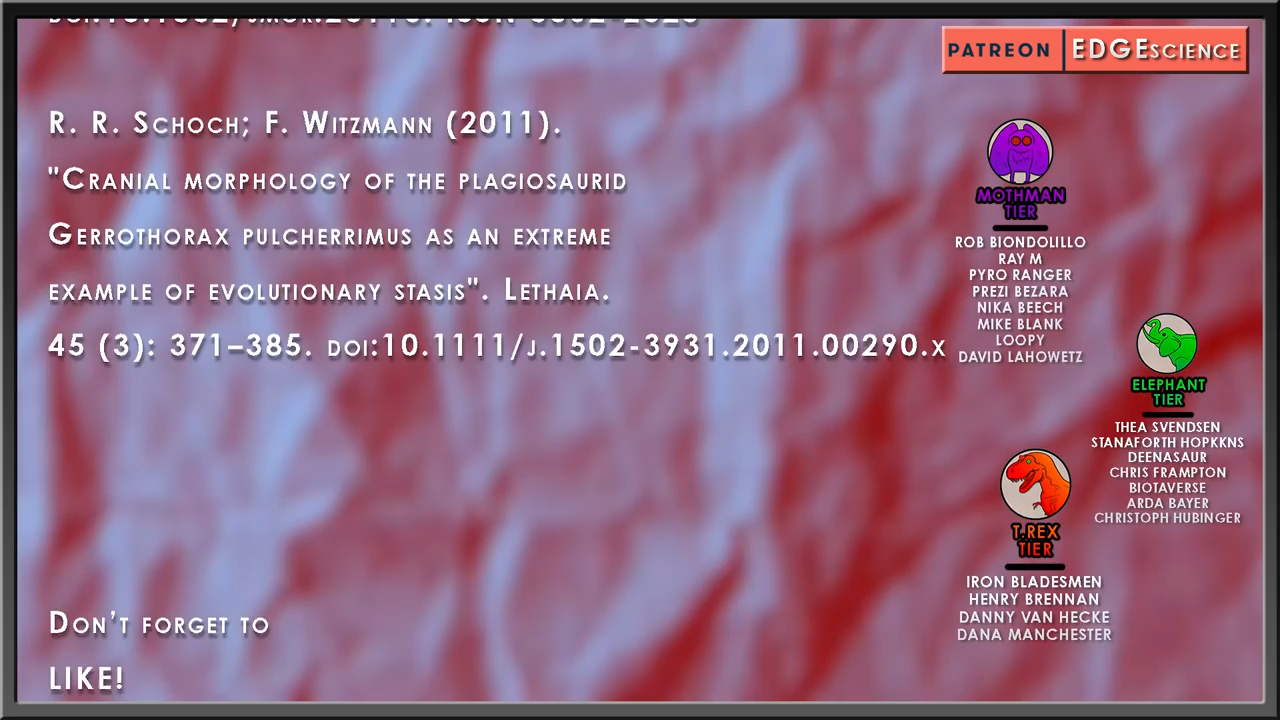 R. R. Schoch; F. Witzmann (2011).
"Cranial morphology of the plagiosaurid
Gerrothorax pulcherrimus as an extreme
example of evolutionary stasis". Lethaia.
45 (3): 371–385. doi:10.1111/j.1502-3931.2011.00290.x
Don't forget to
LIKE!
PATREON EDGESCIENCE
MOTHMAN
TIER
ROB BIONDOLILLO
RAY M
PYRO RANGER
PREZI BEZARA
NIKA BEECH
MIKE BLANK
LOOPY
DAVID LAHOWETZ
ELEPHANT
TIER
THEA SVENDSEN
STANAFORTH HOPKKNS
DEENASAUR
CHRIS FRAMPTON
BIOTAVERSE
ARDA BAYER
CHRISTOPH HUBINGER
T.REX
TIER
IRON BLADESMEN
HENRY BRENNAN
DANNY VAN HECKE
DANA MANCHESTER